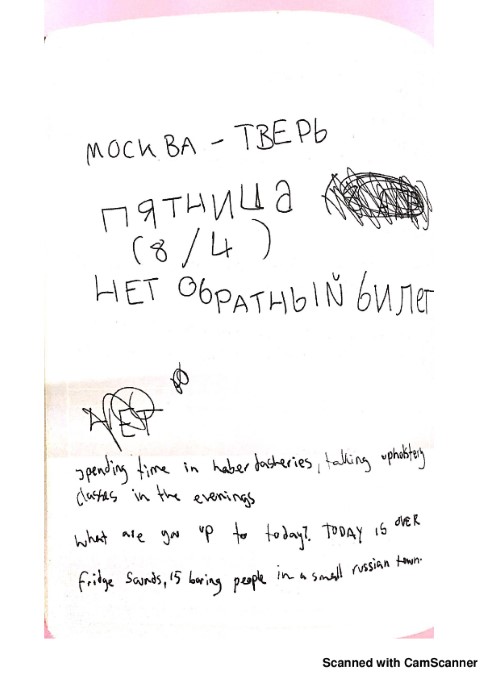 МОСКВА - ТВЕРЬ
ПЯТНИЦА
(8/4)
НЕТ ОБРАТНЫЙ БИЛЕТ
НЕТ
spending time in haberdasheries, talking upholstery
classes in the evenings
what are you up to today? TODAY IS OVER
fridge sounds, 15 boring people in a small russian town.
Scanned with CamScanner